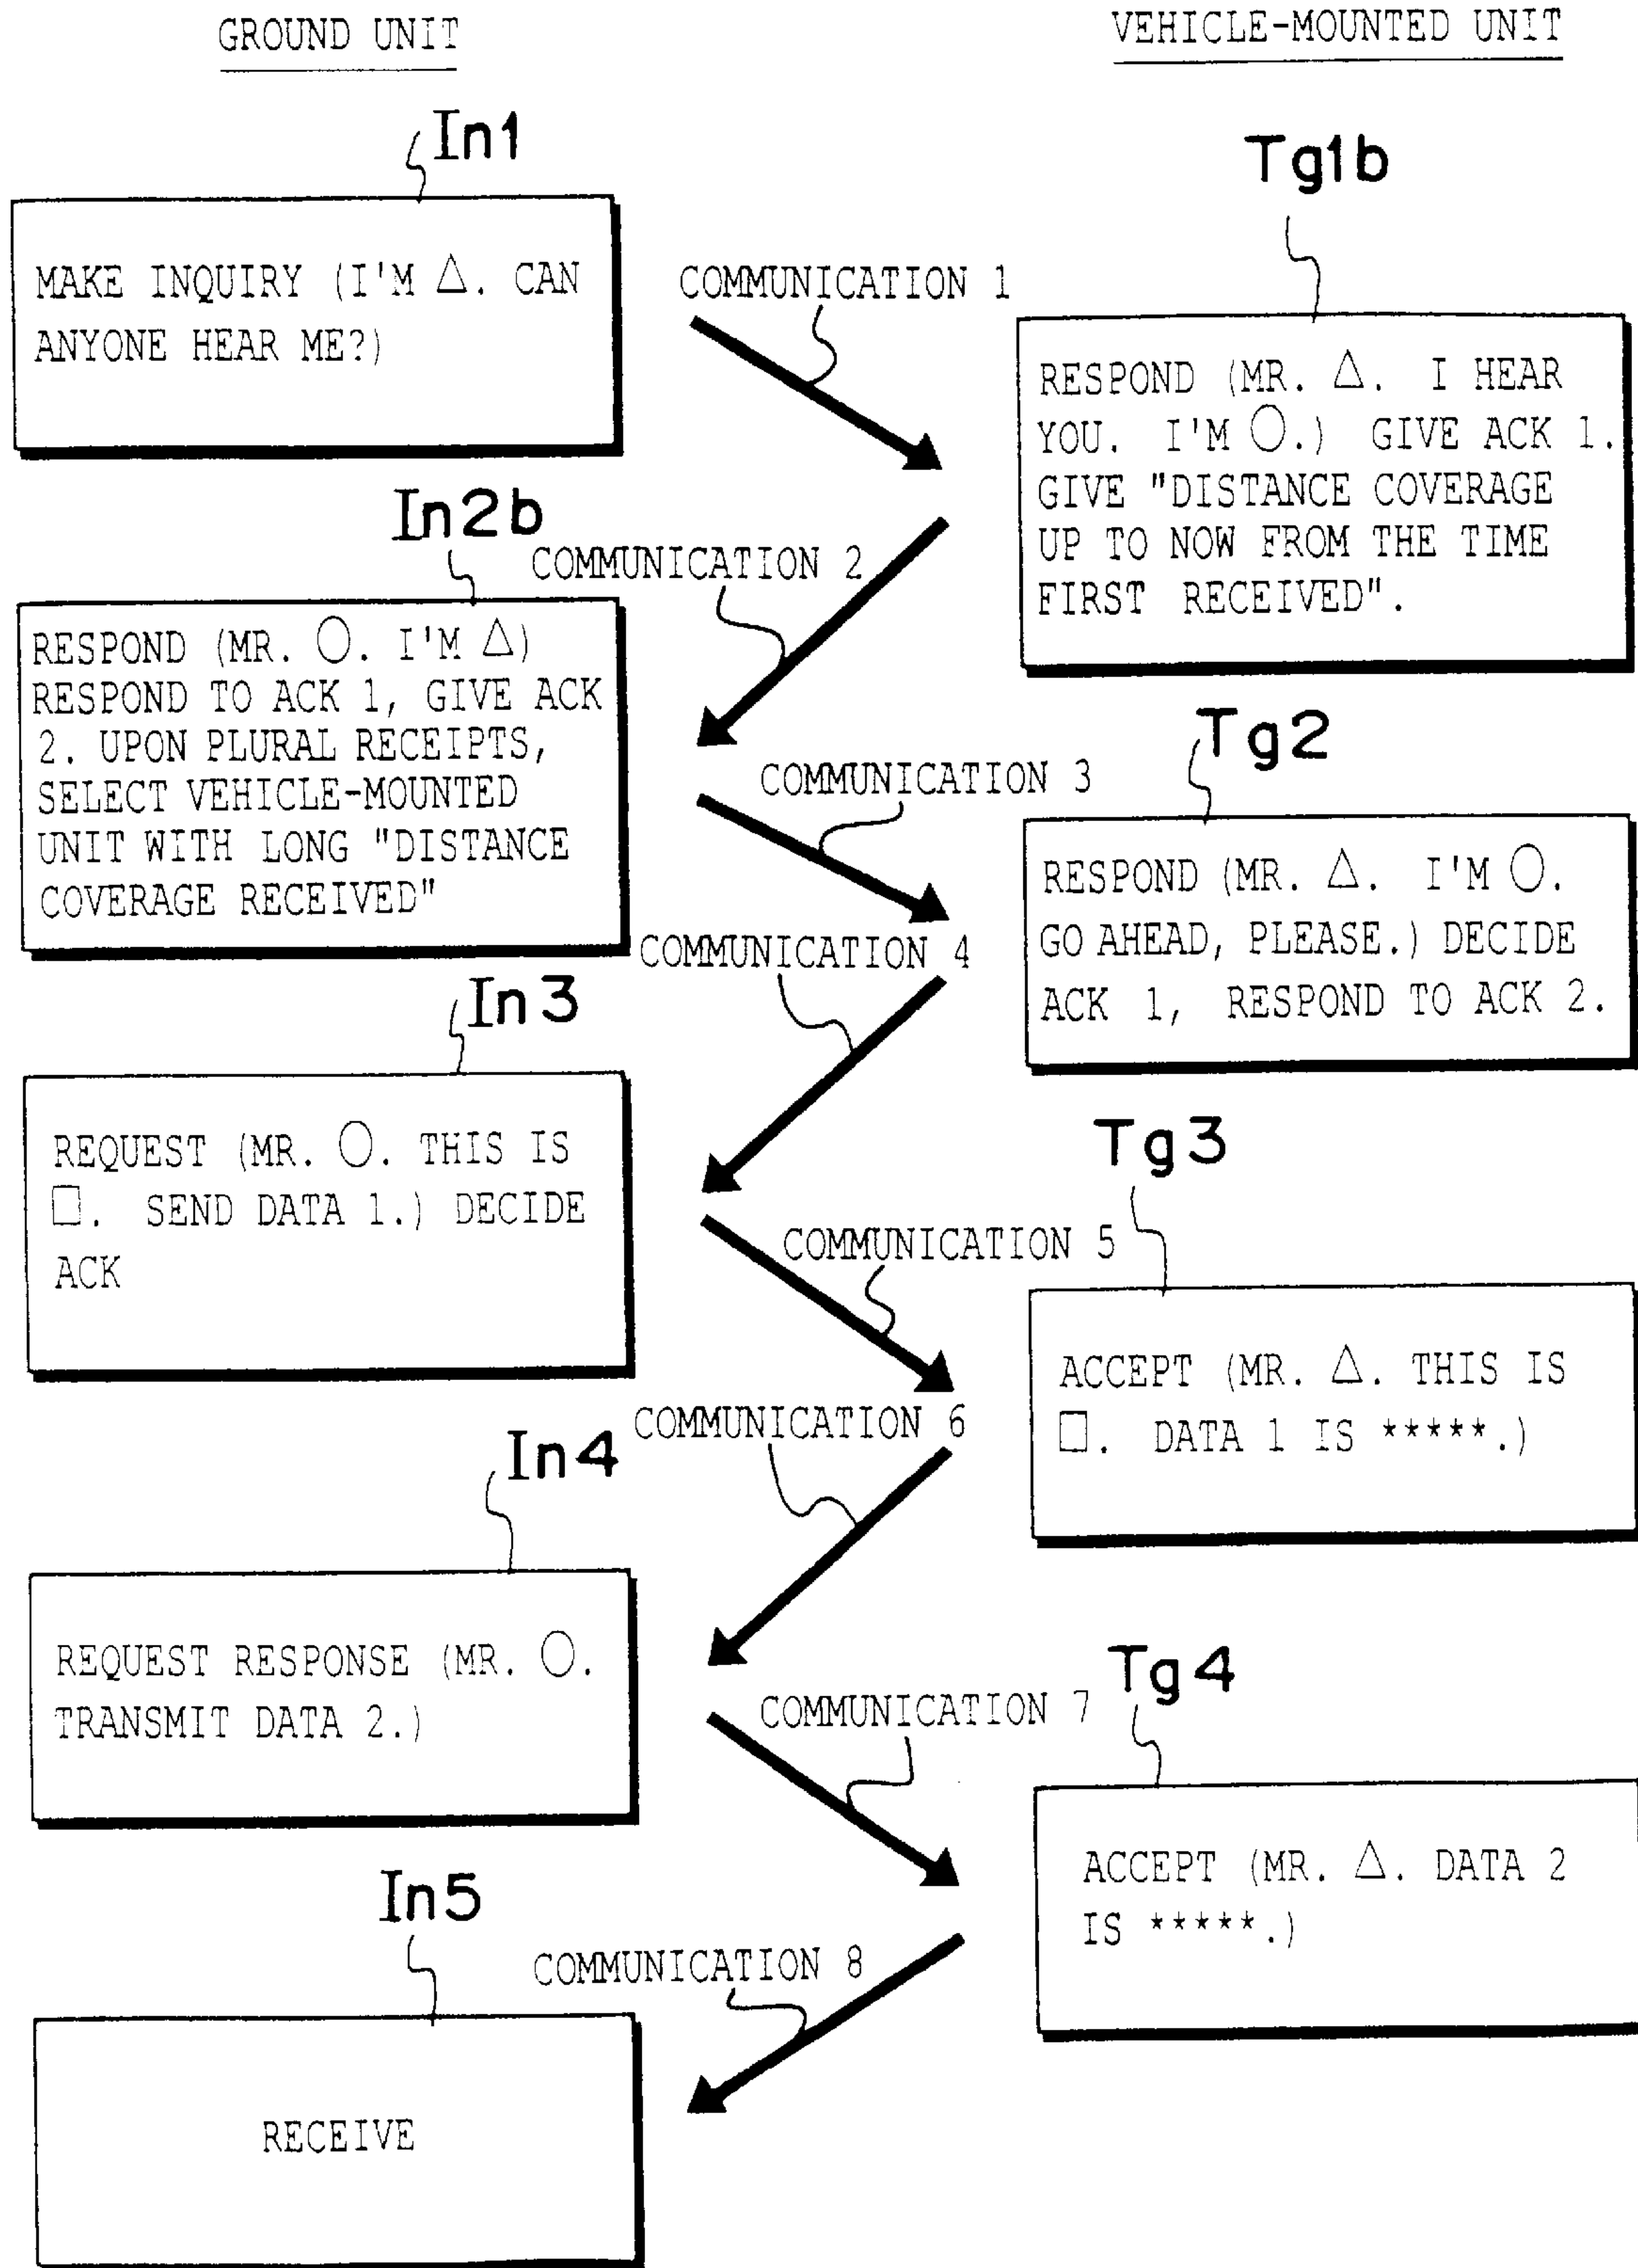 GROUND UNIT
VEHICLE-MOUNTED UNIT
In1
MAKE INQUIRY (I'M △. CAN
ANYONE HEAR ME?)
COMMUNICATION 1
Tg1b
RESPOND (MR. △. I HEAR
YOU. I'M ○.) GIVE ACK 1.
GIVE "DISTANCE COVERAGE
UP TO NOW FROM THE TIME
FIRST RECEIVED".
COMMUNICATION 2
In2b
RESPOND (MR. ○. I'M △)
RESPOND TO ACK 1, GIVE ACK
2. UPON PLURAL RECEIPTS,
SELECT VEHICLE-MOUNTED
UNIT WITH LONG "DISTANCE
COVERAGE RECEIVED"
COMMUNICATION 3
Tg2
RESPOND (MR. △. I'M ○.
GO AHEAD, PLEASE.) DECIDE
ACK 1, RESPOND TO ACK 2.
COMMUNICATION 4
In3
REQUEST (MR. ○. THIS IS
□. SEND DATA 1.) DECIDE
ACK
COMMUNICATION 5
Tg3
ACCEPT (MR. △. THIS IS
□. DATA 1 IS *****.)
COMMUNICATION 6
In4
REQUEST RESPONSE (MR. ○.
TRANSMIT DATA 2.)
COMMUNICATION 7
Tg4
ACCEPT (MR. △. DATA 2
IS *****.)
COMMUNICATION 8
In5
RECEIVE